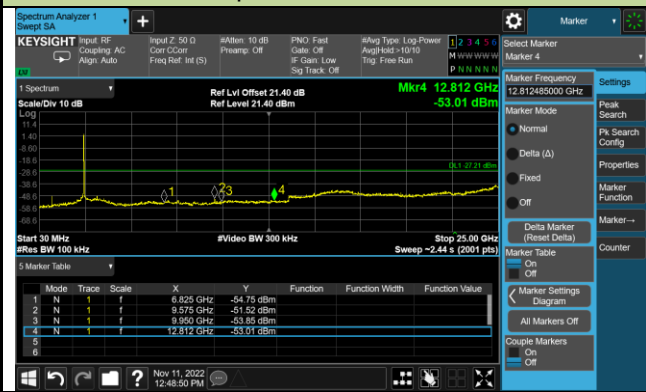 Spectrum Analyzer 1
Swept SA
Marker
KEYSIGHT
Input: RF
Coupling: AC
Align: Auto
Input Z: 50 Ω
Corr CCorr
Freq Ref: Int (S)
#Atten: 10 dB
Preamp: Off
PNO: Fast
Gate: Off
IF Gain: Low
Sig Track: Off
#Avg Type: Log-Power
Avg|Hold:>10/10
Trig: Free Run
1 2 3 4 5 6
M W W W W W
P N N N N N
LXI
Select Marker
Marker 4
1 Spectrum
Scale/Div 10 dB
Ref Lvl Offset 21.40 dB
Ref Level 21.40 dBm
Mkr4 12.812 GHz
-53.01 dBm
Log
11.4
1.40
-8.60
-18.6
-28.6
-38.6
-48.6
-58.6
-68.6
DL1 -27.21 dBm
1
2
3
4
Start 30 MHz
#Res BW 100 kHz
#Video BW 300 kHz
Stop 25.00 GHz
Sweep ~2.44 s (2001 pts)
5 Marker Table
Mode Trace Scale X Y Function Function Width Function Value
1 N 1 f 6.825 GHz -54.75 dBm
2 N 1 f 9.575 GHz -51.52 dBm
3 N 1 f 9.950 GHz -53.85 dBm
4 N 1 f 12.812 GHz -53.01 dBm
5
6
Marker Frequency
12.812485000 GHz
Marker Mode
Normal
Delta (Δ)
Fixed
Off
Delta Marker
(Reset Delta)
Marker Table
On
Off
Marker Settings
Diagram
All Markers Off
Couple Markers
On
Off
Settings
Peak
Search
Pk Search
Config
Properties
Marker
Function
Marker→
Counter
Nov 11, 2022
12:48:50 PM